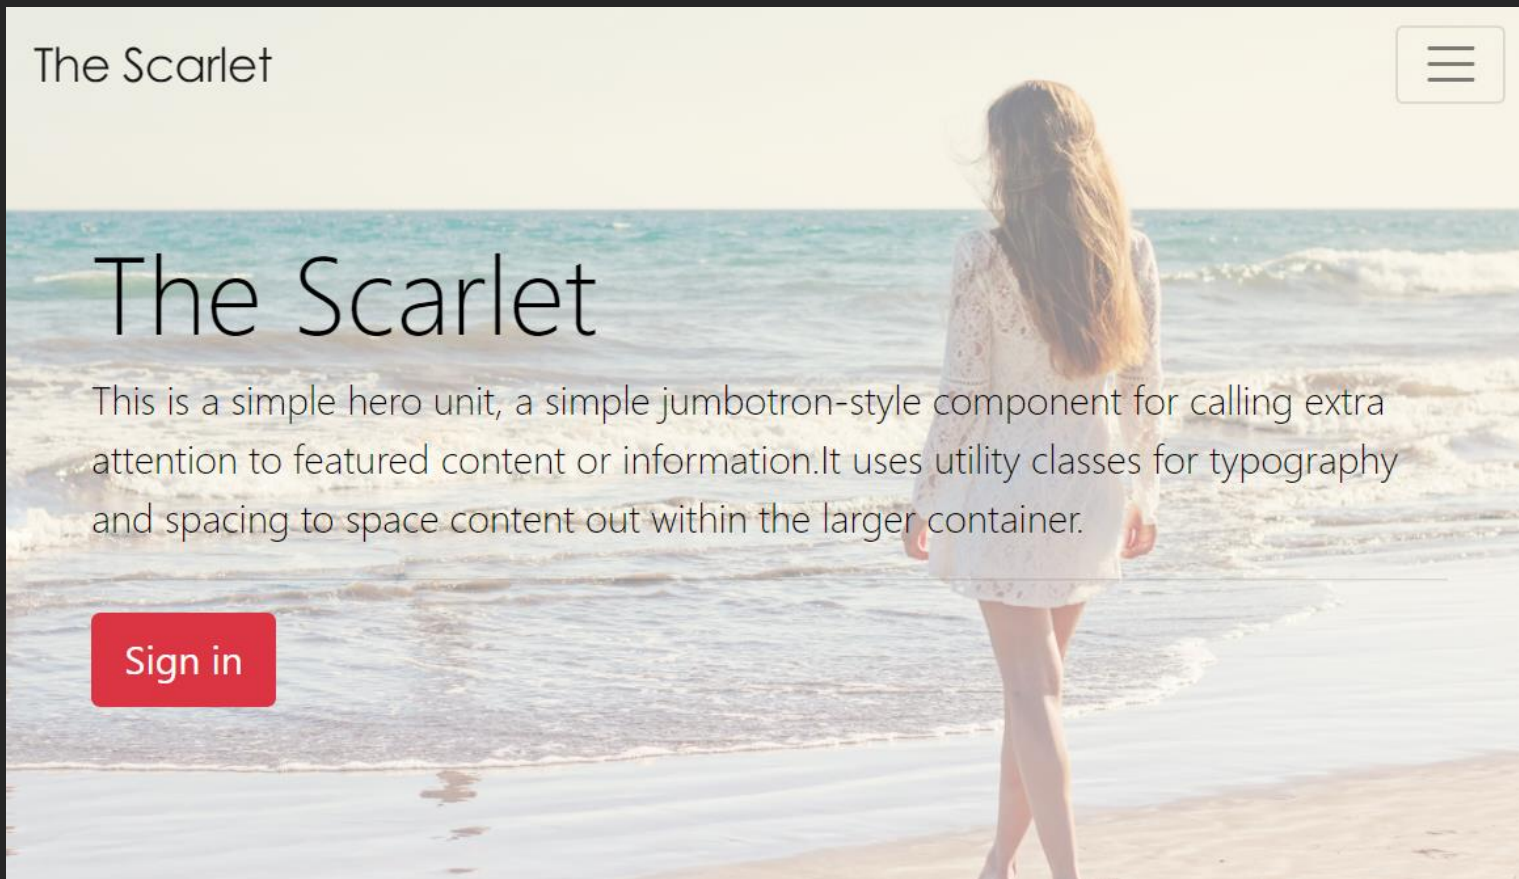 The Scarlet
The Scarlet
This is a simple hero unit, a simple jumbotron-style component for calling extra
attention to featured content or information.It uses utility classes for typography
and spacing to space content out within the larger container.
Sign in